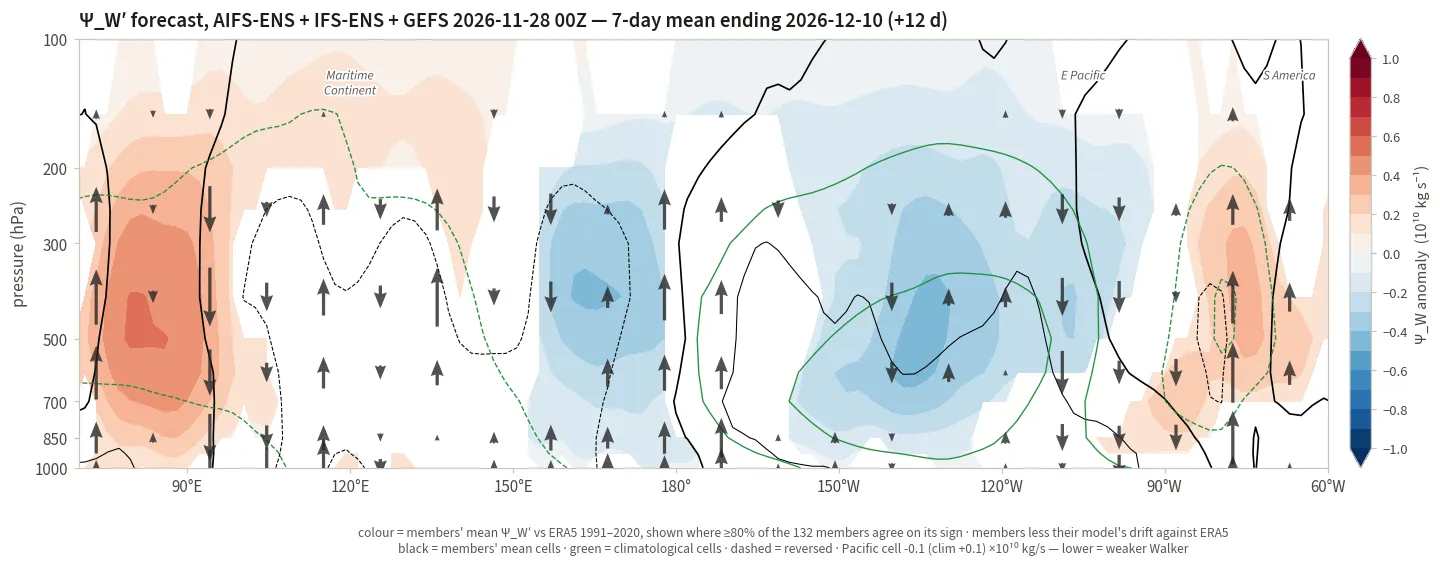 Ψ_W′ forecast, AIFS-ENS + IFS-ENS + GEFS 2026-11-28 00Z — 7-day mean ending 2026-12-10 (+12 d)
Maritime
Continent
E Pacific
S America
pressure (hPa)
100
200
300
500
700
850
1000
90°E
120°E
150°E
180°
150°W
120°W
90°W
60°W
1.0
0.8
0.6
0.4
0.2
0.0
−0.2
−0.4
−0.6
−0.8
−1.0
Ψ_W anomaly (10¹⁰ kg s⁻¹)
colour = members' mean Ψ_W′ vs ERA5 1991–2020, shown where ≥80% of the 132 members agree on its sign · members less their model's drift against ERA5
black = members' mean cells · green = climatological cells · dashed = reversed · Pacific cell -0.1 (clim +0.1) ×10¹⁰ kg/s — lower = weaker Walker